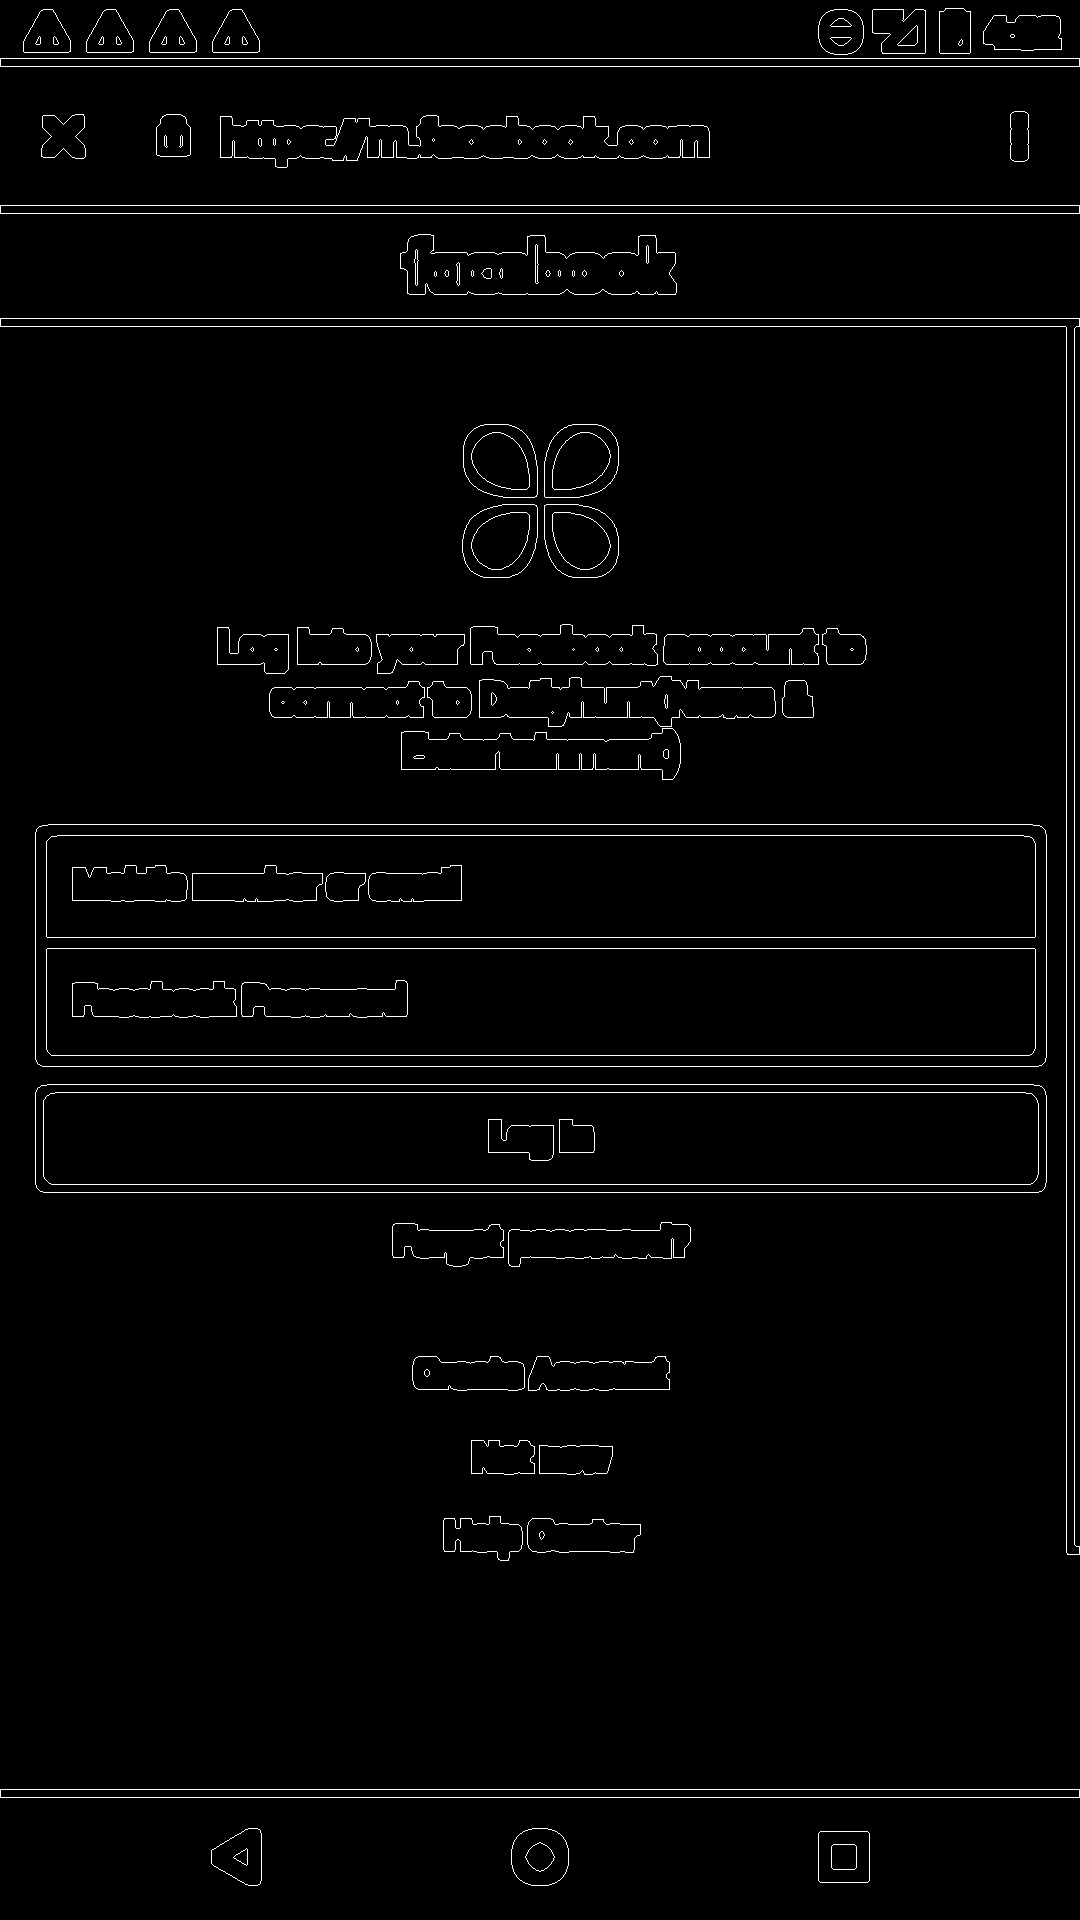 https://m.facebook.com
facebook
Log into your Facebook account to
connect to Dailyhunt(News &
Entertainment)
Mobile number or email
Facebook Password
Log In
Forgot password?
Create Account
Not now
Help Center